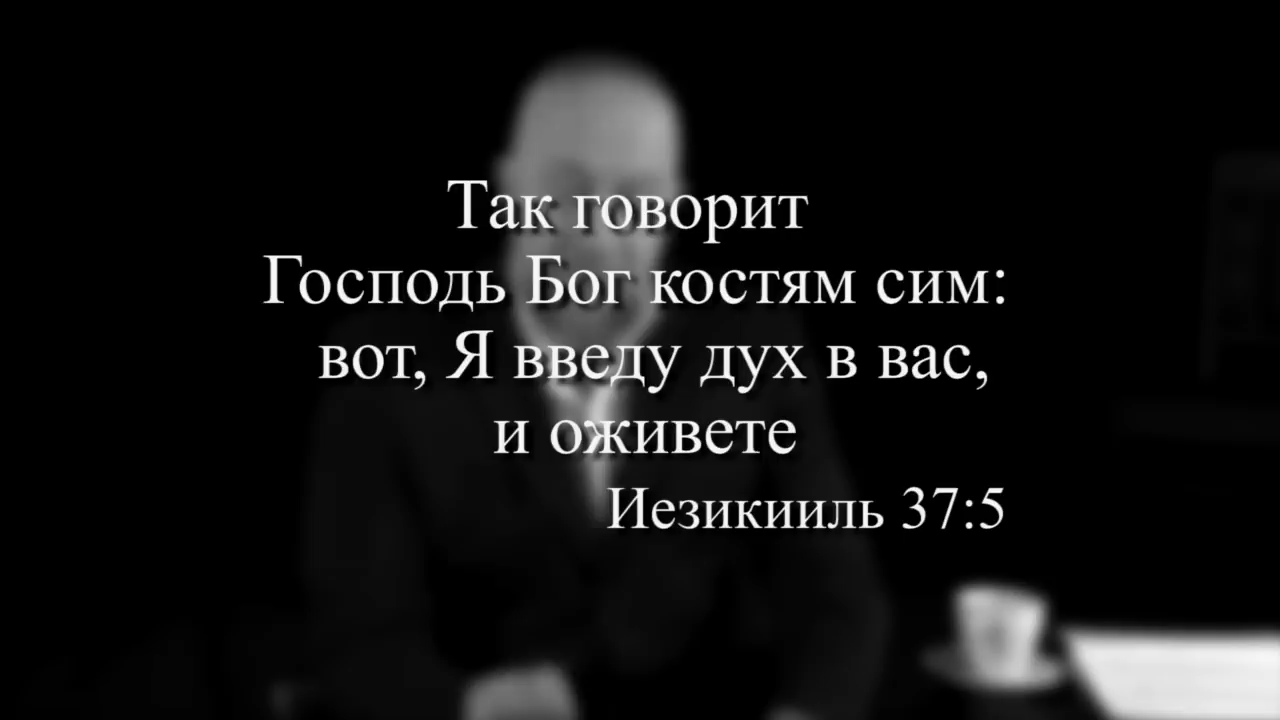 Так говорит
Господь Бог костям сим:
вот, Я введу дух в вас,
и оживете
Иезикииль 37:5